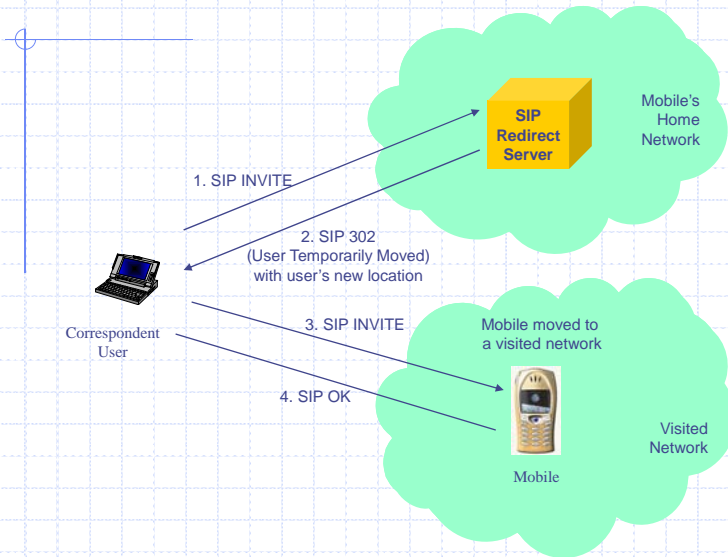 SIP
Redirect
Server
Mobile's
Home
Network
1. SIP INVITE
2. SIP 302
(User Temporarily Moved)
with user's new location
Correspondent
User
3. SIP INVITE
Mobile moved to
a visited network
4. SIP OK
Visited
Network
Mobile